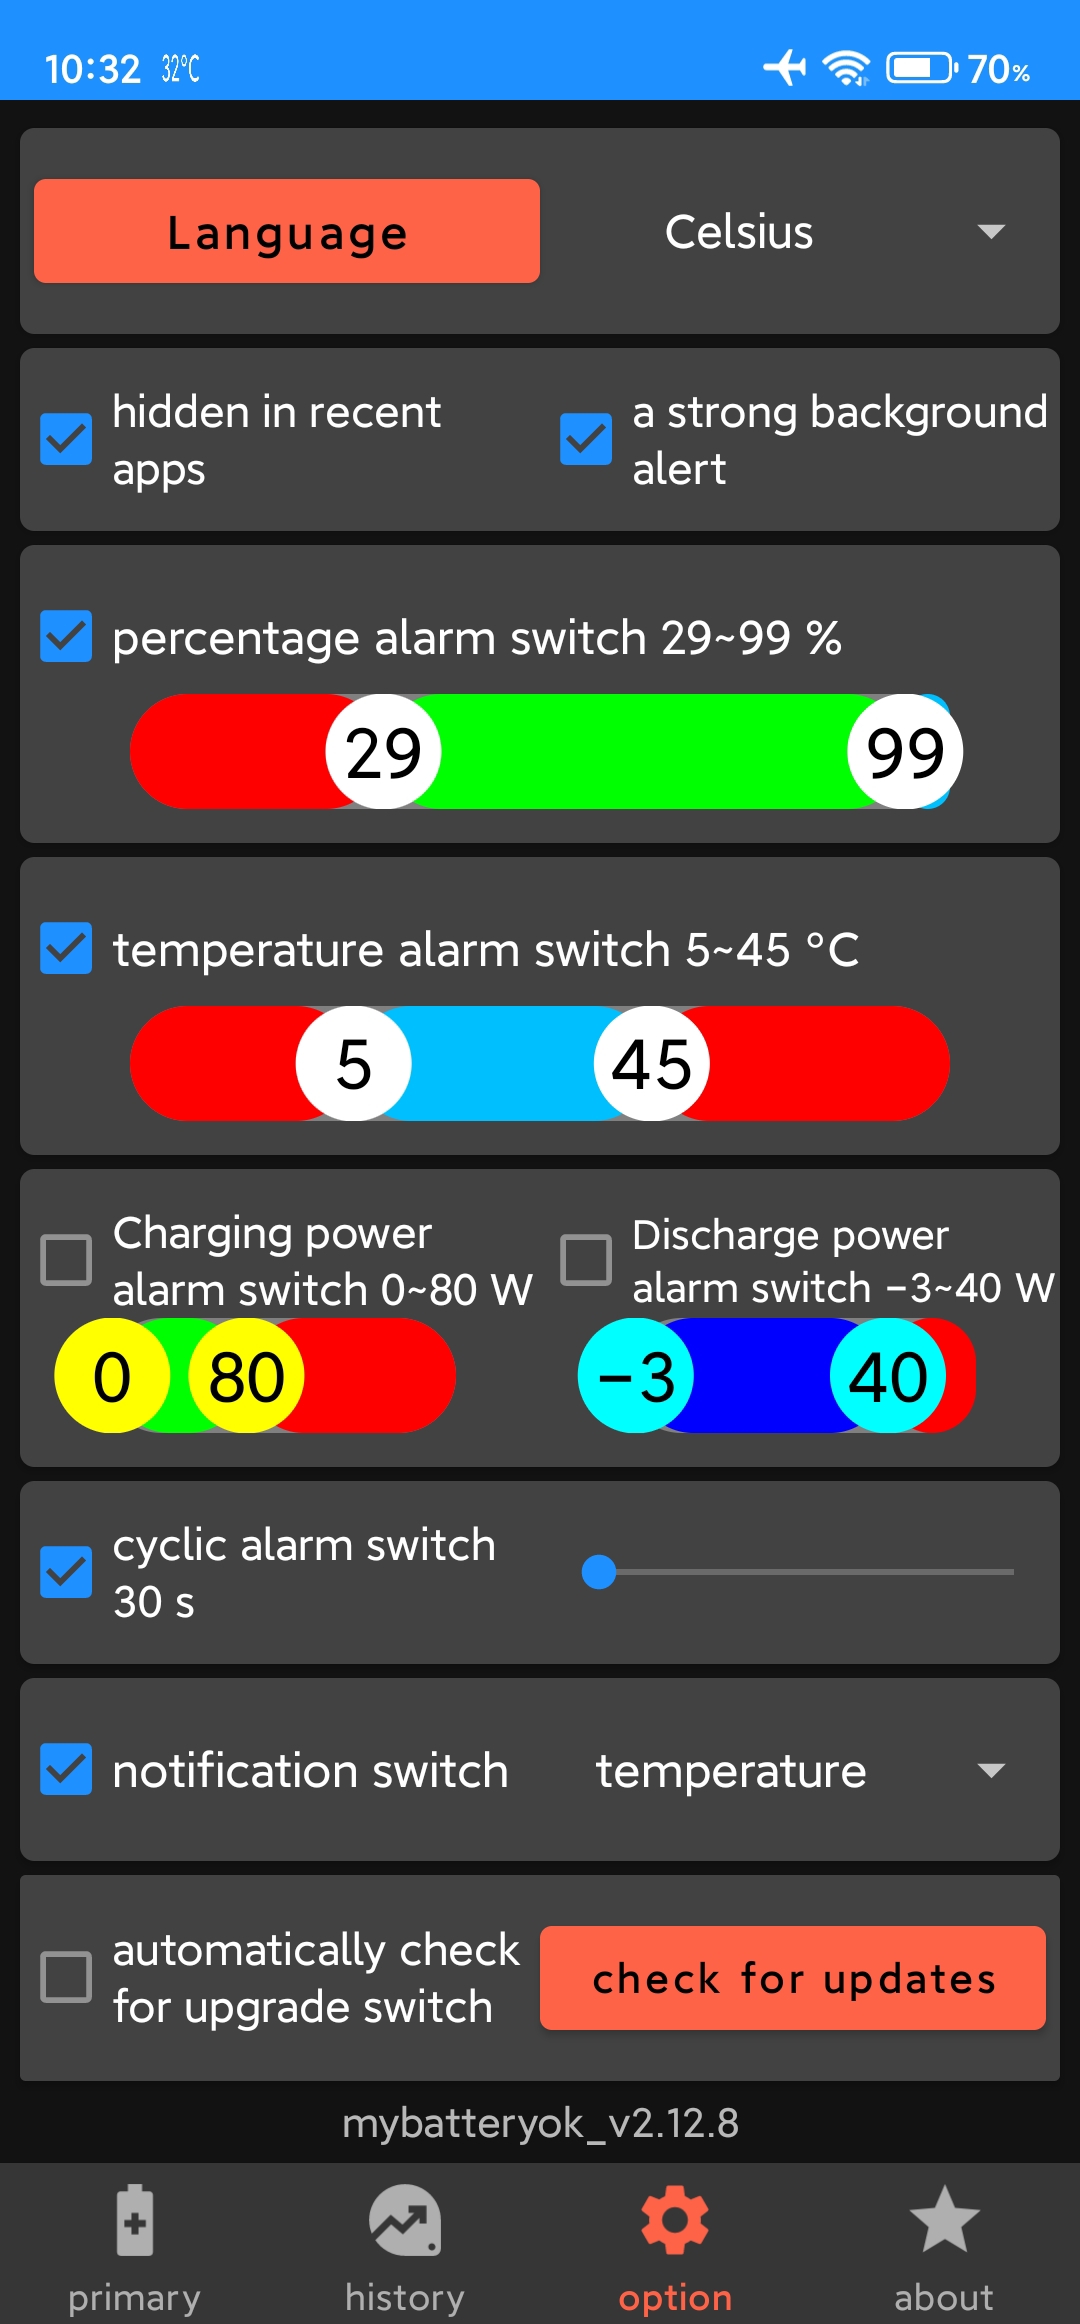 10:32 32°C 70%
Language Celsius
hidden in recent
apps
a strong background
alert
percentage alarm switch 29~99 %
29 99
temperature alarm switch 5~45 °C
5 45
Charging power
alarm switch 0~80 W
Discharge power
alarm switch −3~40 W
0 80 −3 40
cyclic alarm switch
30 s
notification switch temperature
automatically check
for upgrade switch
check for updates
mybatteryok_v2.12.8
primary history option about